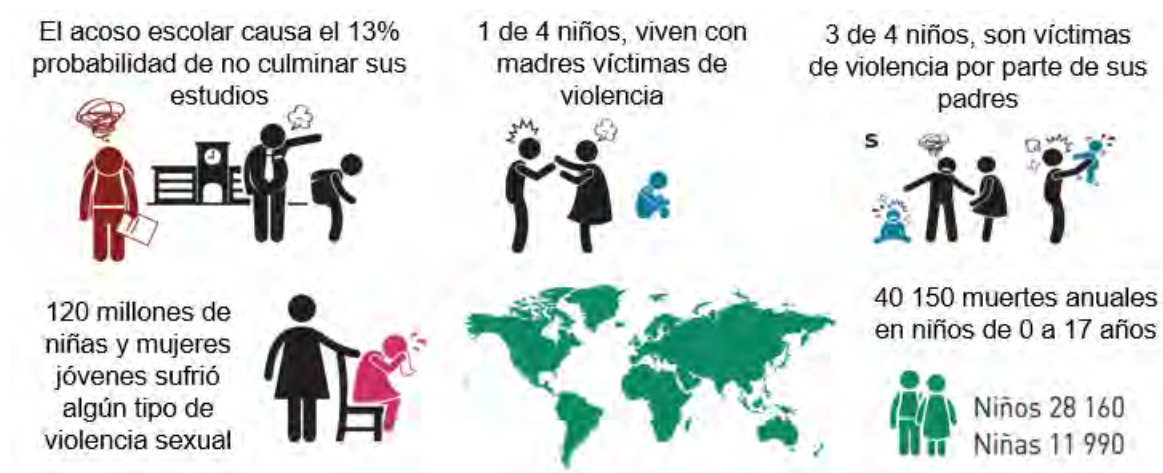 El acoso escolar causa el 13%
probabilidad de no culminar sus
estudios
1 de 4 niños, viven con
madres víctimas de
violencia
3 de 4 niños, son víctimas
de violencia por parte de sus
padres
S
120 millones de
niñas y mujeres
jóvenes sufrió
algún tipo de
violencia sexual
40 150 muertes anuales
en niños de 0 a 17 años
Niños 28 160
Niñas 11 990